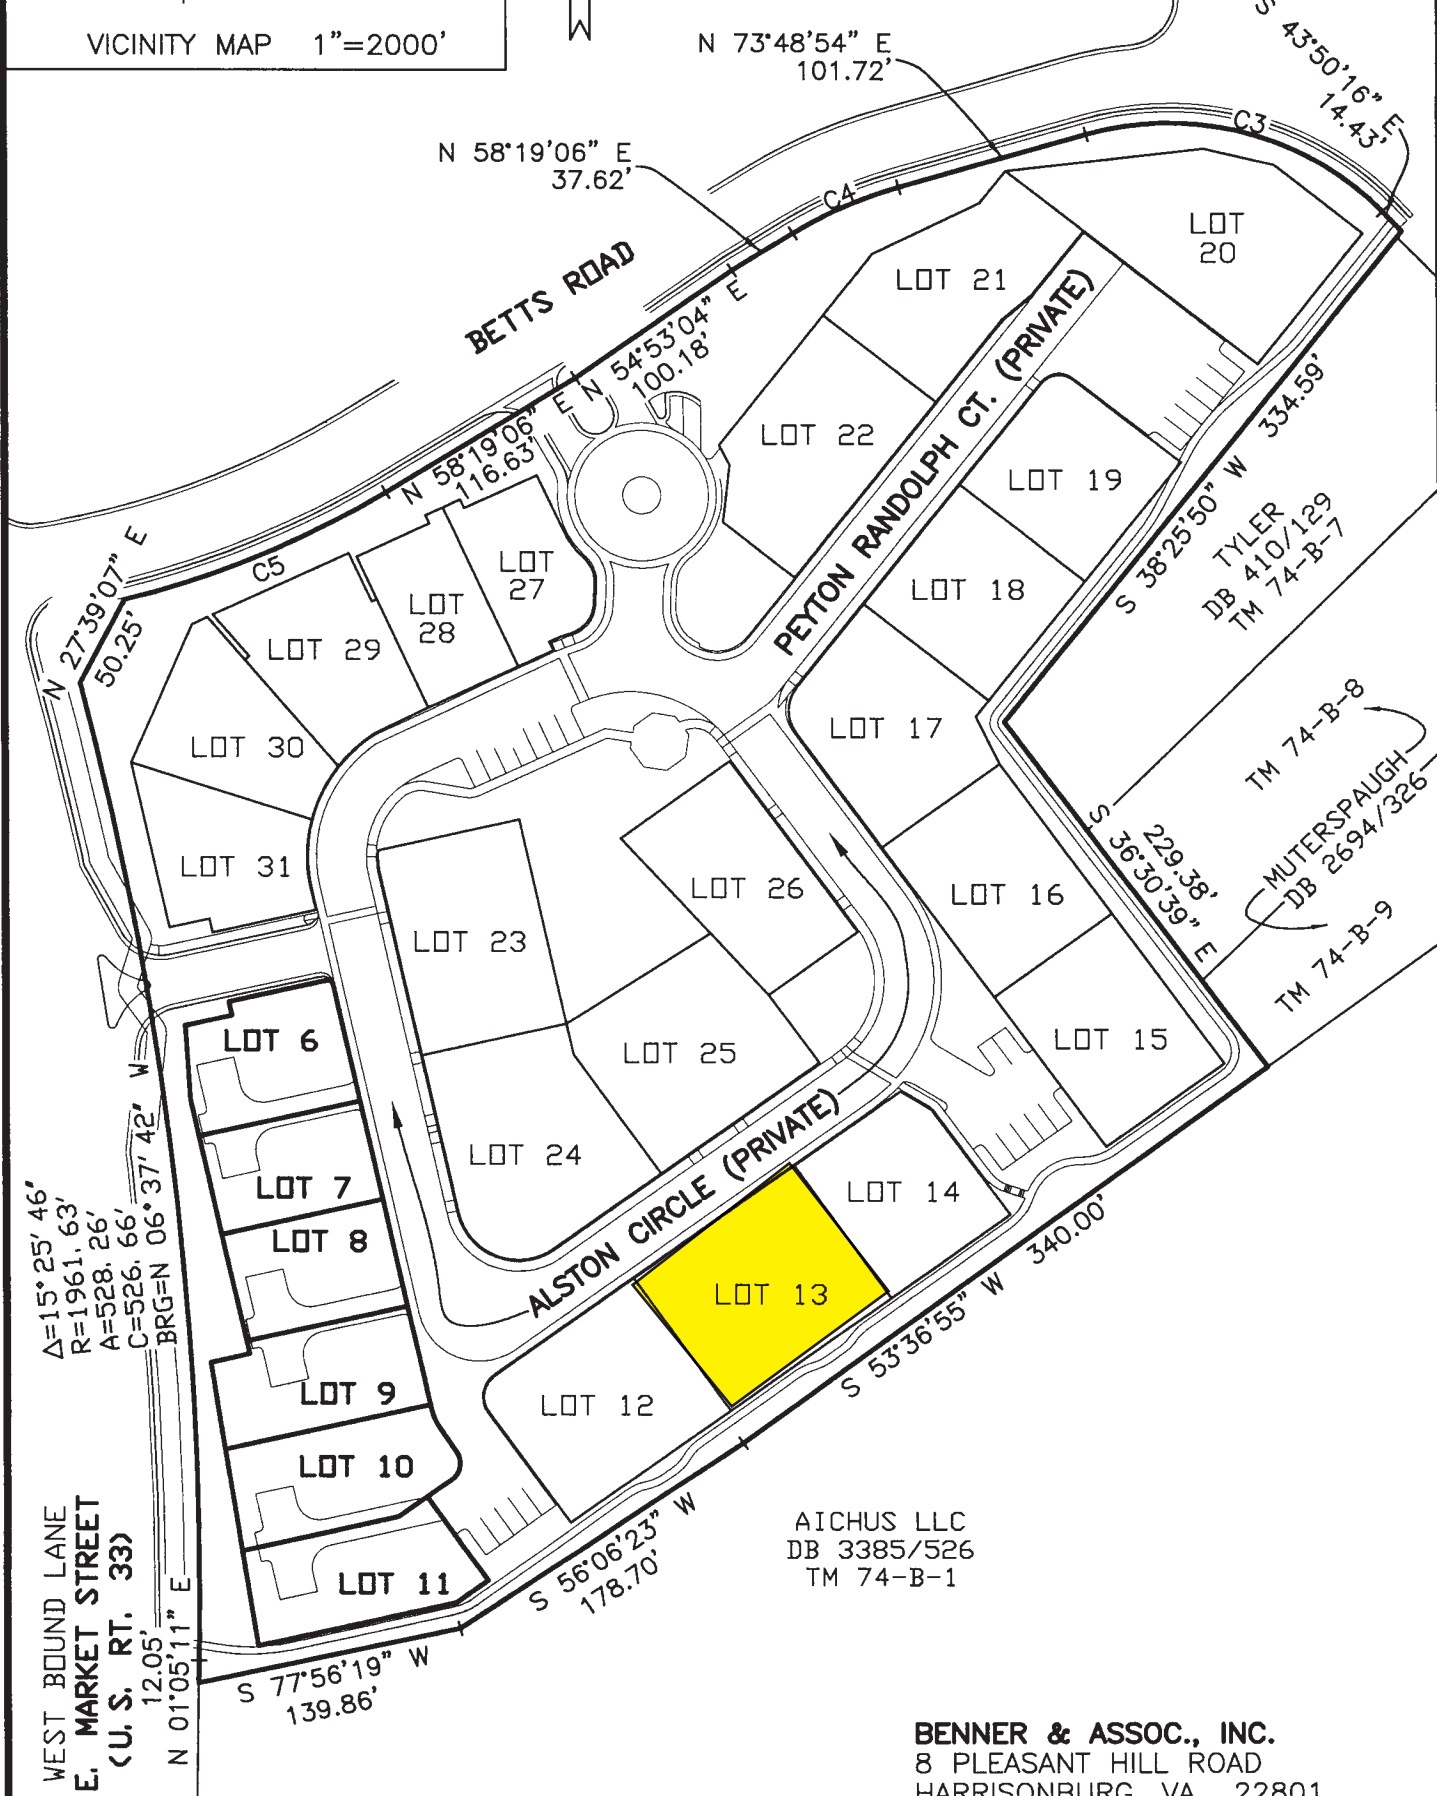 VICINITY MAP 1"=2000'
N 73°48'54" E
101.72'
S 43°50'16" E
14.43'
N 58°19'06" E
37.62'
C3
C4
LOT
20
BETTS ROAD
LOT 21
N 54°53'04" E
100.18'
PEYTON RANDOLPH CT. (PRIVATE)
334.59'
S 38°25'50" W
LOT 22
N 58°19'06" E
116.63'
LOT 19
TYLER
DB 410/129
TM 74-B-7
N 27°39'07" E
50.25'
C5
LOT
27
LOT
28
LOT 29
LOT 18
LOT 30
LOT 17
TM 74-B-8
MUTERSPAUGH
DB 2694/326
LOT 31
229.38'
S 36°30'39" E
LOT 26
LOT 16
TM 74-B-9
LOT 23
LOT 6
LOT 25
LOT 15
LOT 24
ALSTON CIRCLE (PRIVATE)
LOT 7
LOT 14
LOT 8
Δ=15°25'46"
R=1961.63'
A=528.26'
C=526.66'
BRG=N 06°37'42" W
340.00'
S 53°36'55" W
LOT 13
LOT 9
LOT 12
LOT 10
LOT 11
S 56°06'23" W
178.70'
AICHUS LLC
DB 3385/526
TM 74-B-1
WEST BOUND LANE
E. MARKET STREET
(U.S. RT. 33)
12.05'
N 01°05'11" E
S 77°56'19" W
139.86'
BENNER & ASSOC., INC.
8 PLEASANT HILL ROAD
HARRISONBURG, VA. 22801